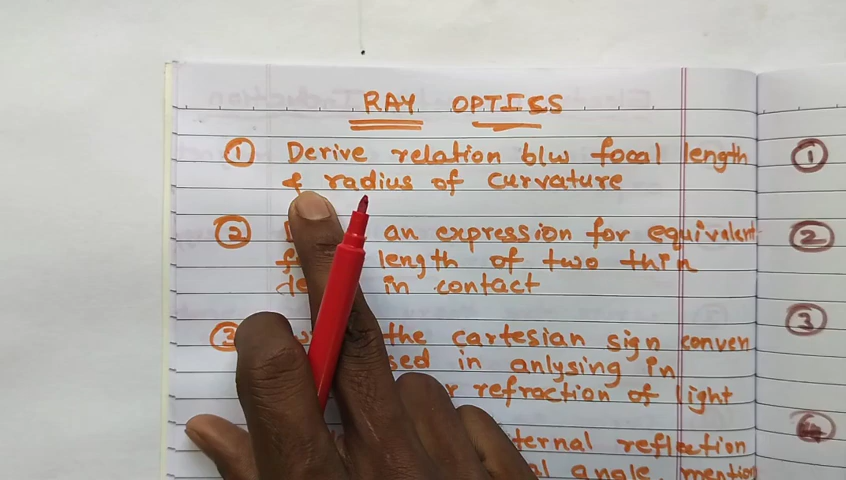 RAY OPTICS
① Derive relation b/w focal length
& radius of curvature
② an expression for equivalent
length of two thin
in contact
③ the cartesian sign conven
in anlysing in
refraction of light
reflection
angle, mention
①
②
③
④